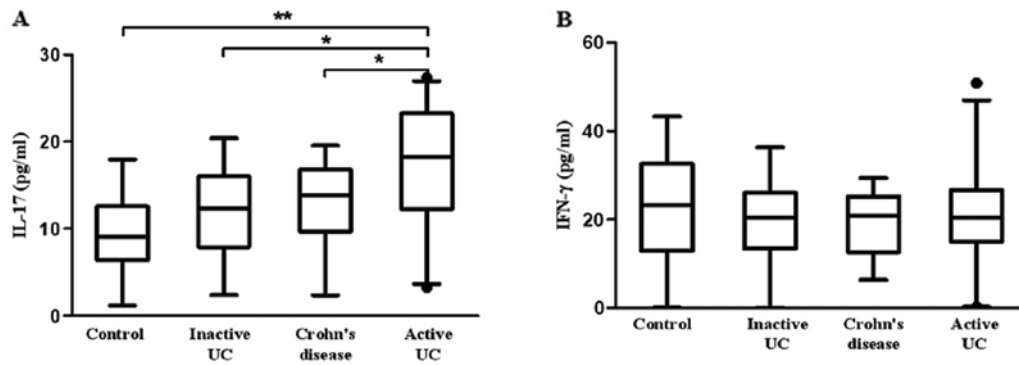 A
**
*
*
IL-17 (pg/ml)
30
20
10
0
Control
Inactive
UC
Crohn's
disease
Active
UC
B
IFN-γ (pg/ml)
60
40
20
0
Control
Inactive
UC
Crohn's
disease
Active
UC